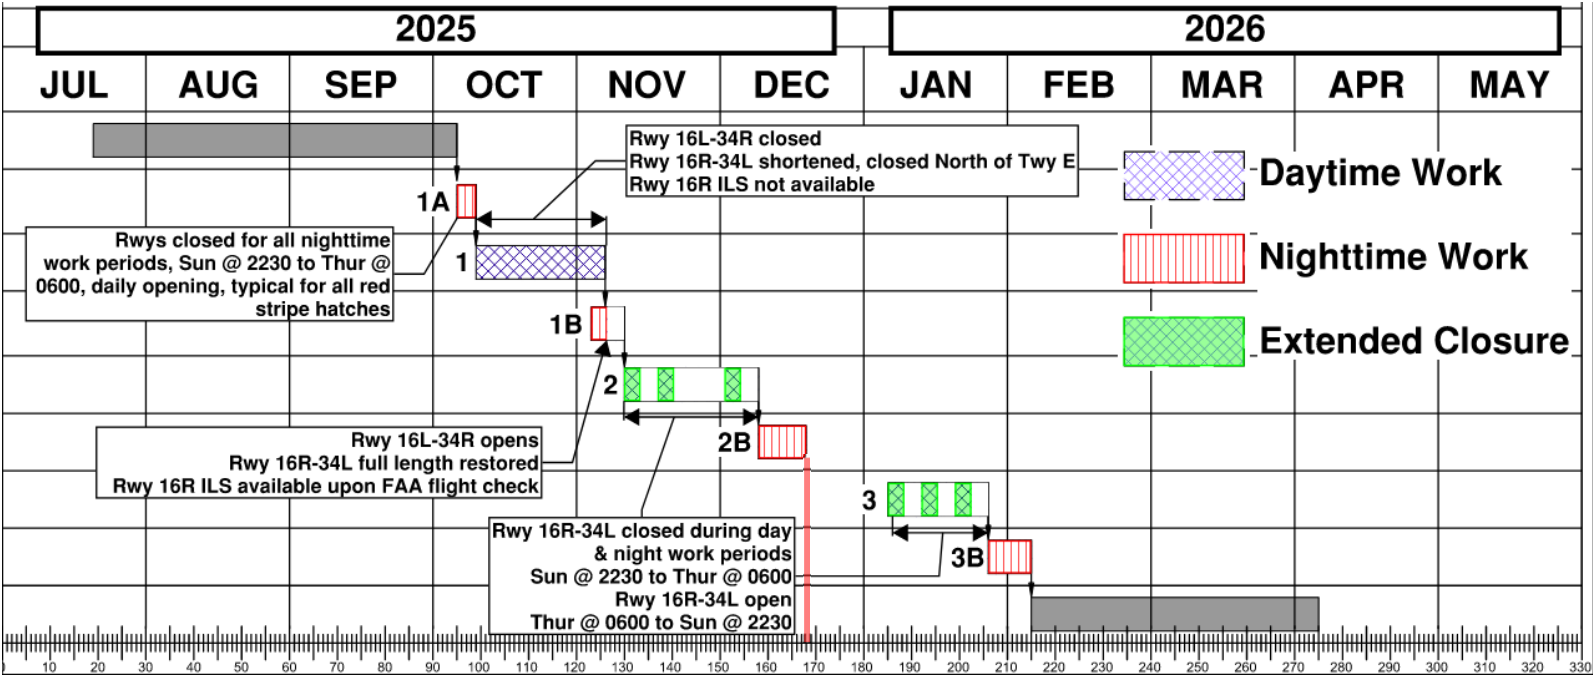 2025
2026
JUL
AUG
SEP
OCT
NOV
DEC
JAN
FEB
MAR
APR
MAY
Rwy 16L-34R closed
Rwy 16R-34L shortened, closed North of Twy E
Rwy 16R ILS not available
Daytime Work
Nighttime Work
Extended Closure
1A
Rwys closed for all nighttime
work periods, Sun @ 2230 to Thur @
0600, daily opening, typical for all red
stripe hatches
1
1B
2
Rwy 16L-34R opens
Rwy 16R-34L full length restored
Rwy 16R ILS available upon FAA flight check
2B
3
Rwy 16R-34L closed during day
& night work periods
Sun @ 2230 to Thur @ 0600
Rwy 16R-34L open
Thur @ 0600 to Sun @ 2230
3B
0 10 20 30 40 50 60 70 80 90 100 110 120 130 140 150 160 170 180 190 200 210 220 230 240 250 260 270 280 290 300 310 320 330